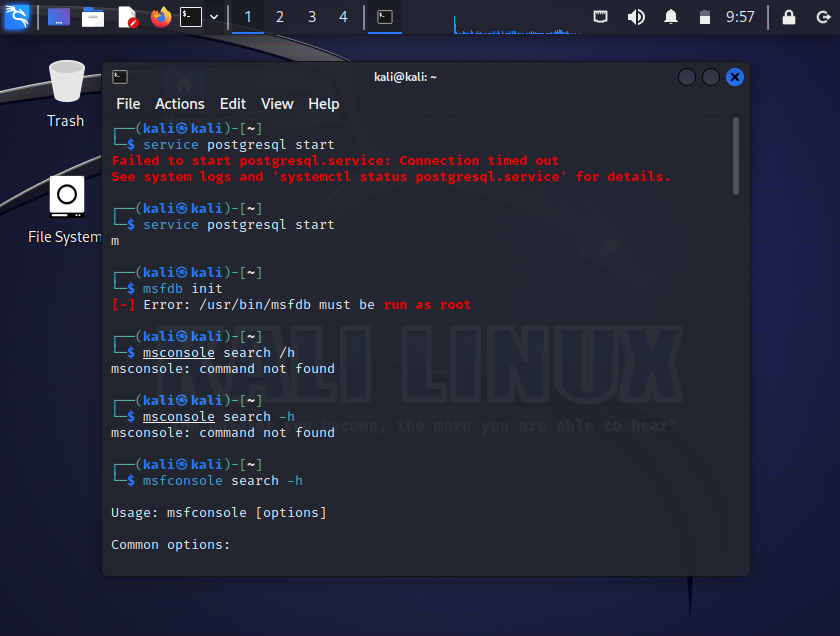 1 2 3 4
9:57
Trash
File System
kali@kali: ~
File Actions Edit View Help
┌──(kali㉿kali)-[~]
└─$ service postgresql start
Failed to start postgresql.service: Connection timed out
See system logs and 'systemctl status postgresql.service' for details.
┌──(kali㉿kali)-[~]
└─$ service postgresql start
m
┌──(kali㉿kali)-[~]
└─$ msfdb init
[-] Error: /usr/bin/msfdb must be run as root
┌──(kali㉿kali)-[~]
└─$ msconsole search /h
msconsole: command not found
┌──(kali㉿kali)-[~]
└─$ msconsole search -h
msconsole: command not found
┌──(kali㉿kali)-[~]
└─$ msfconsole search -h
Usage: msfconsole [options]
Common options:
KALI LINUX
become, the more you are able to hear"